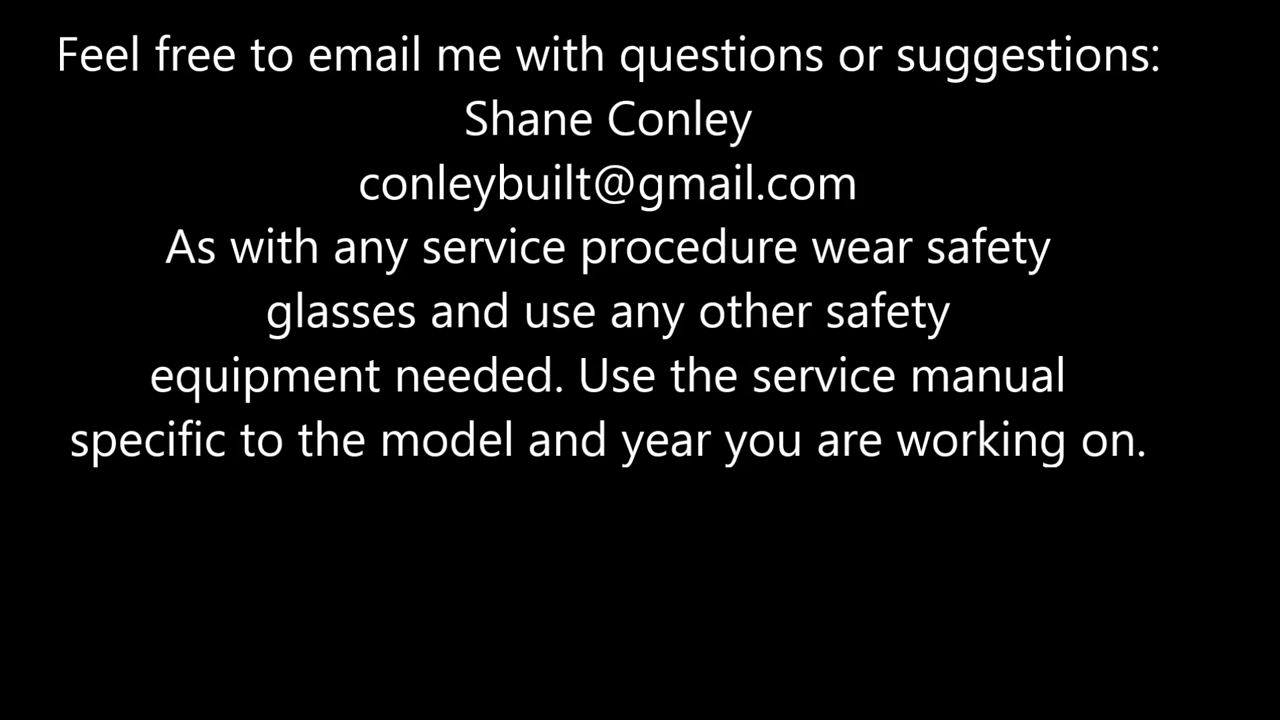 Feel free to email me with questions or suggestions:
Shane Conley
conleybuilt@gmail.com
As with any service procedure wear safety
glasses and use any other safety
equipment needed. Use the service manual
specific to the model and year you are working on.